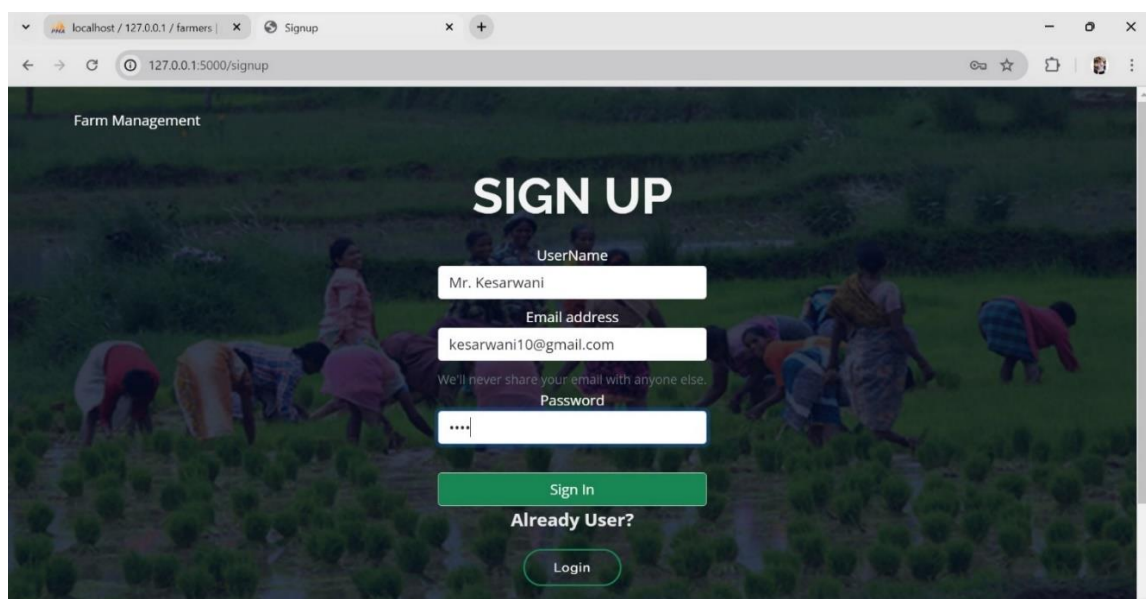 localhost / 127.0.0.1 / farmers |
Signup
127.0.0.1:5000/signup
Farm Management
SIGN UP
UserName
Mr. Kesarwani
Email address
kesarwani10@gmail.com
We'll never share your email with anyone else.
Password
••••
Sign In
Already User?
Login